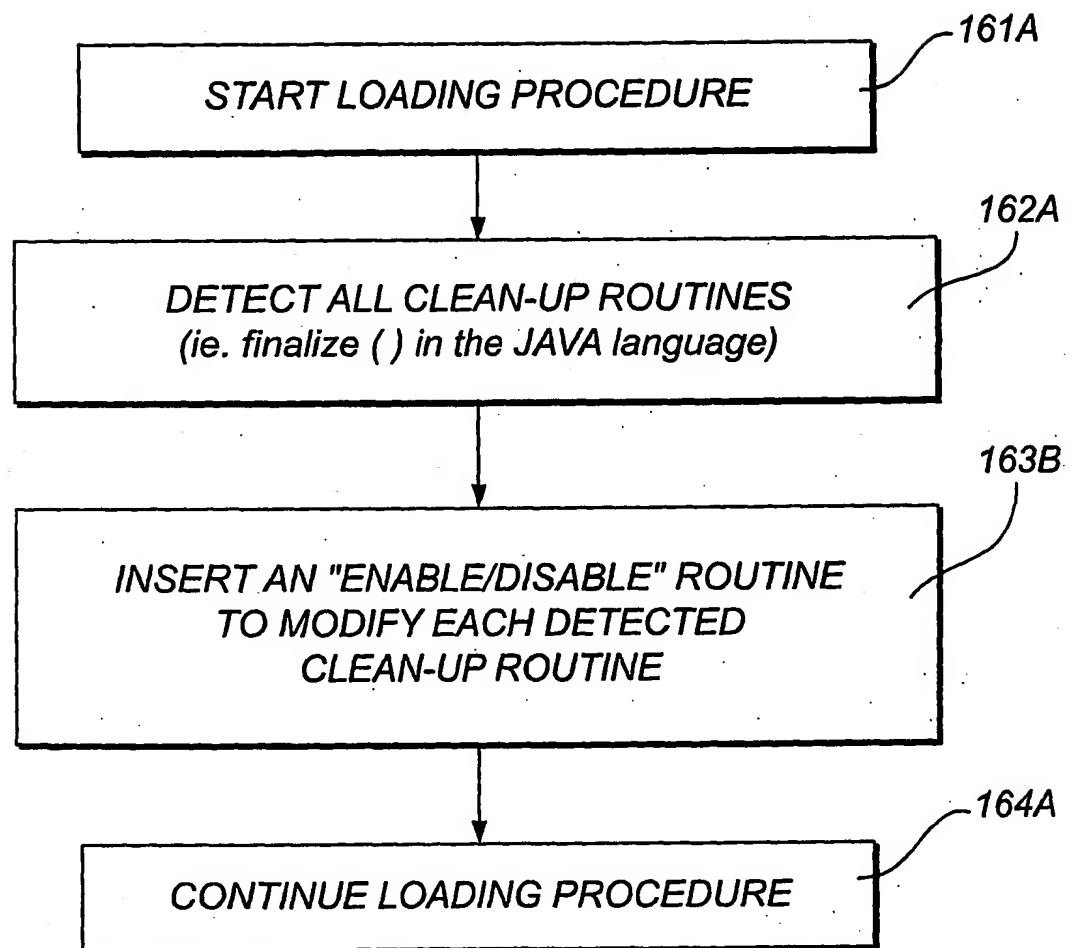 161A
START LOADING PROCEDURE
162A
DETECT ALL CLEAN-UP ROUTINES
(ie. finalize ( ) in the JAVA language)
163B
INSERT AN "ENABLE/DISABLE" ROUTINE
TO MODIFY EACH DETECTED
CLEAN-UP ROUTINE
164A
CONTINUE LOADING PROCEDURE